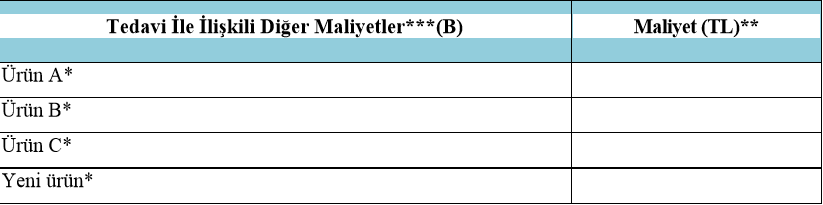 Tedavi İle İlişkili Diğer Maliyetler***(B) Maliyet (TL)**
Ürün A*
Ürün B*
Ürün C*
Yeni ürün*